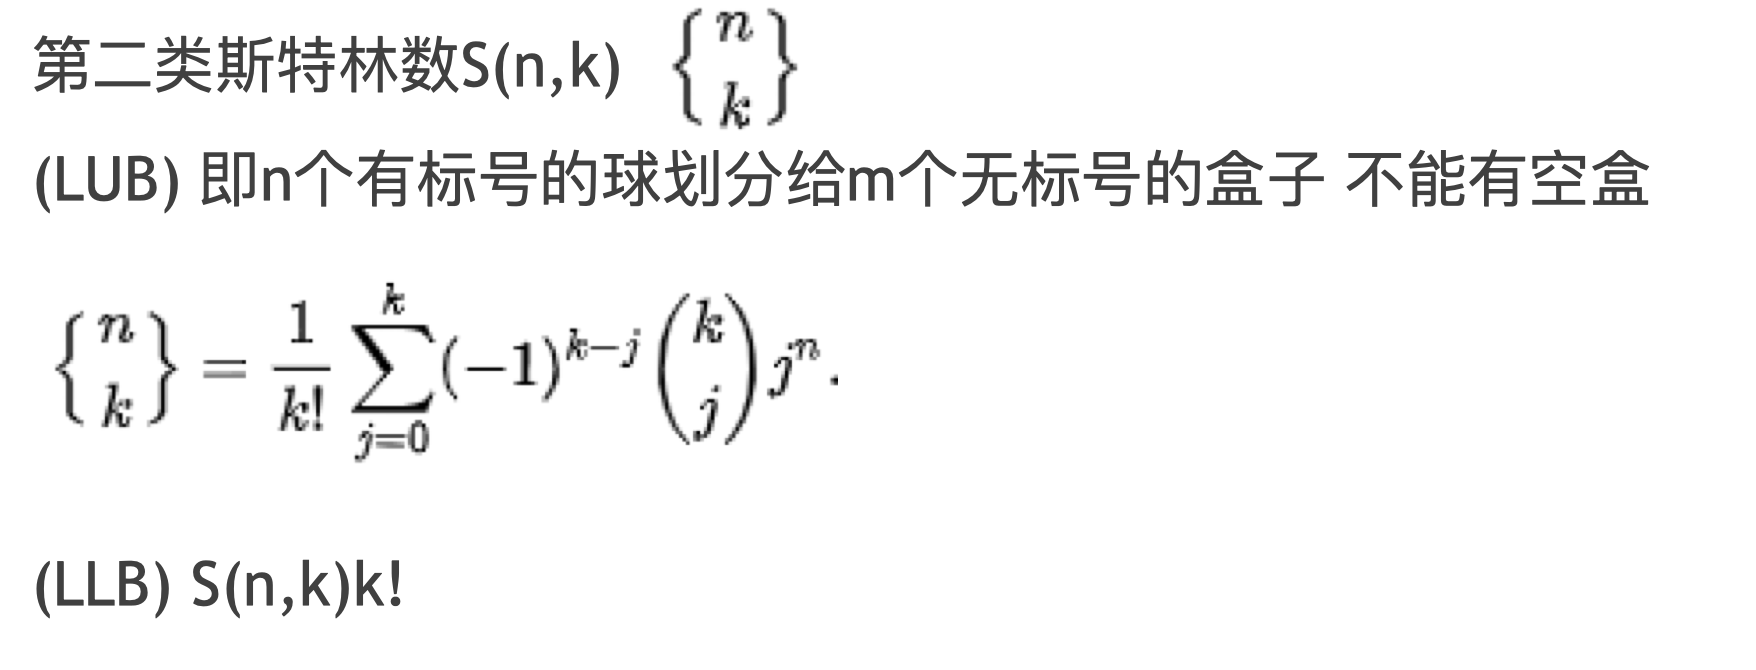 第二类斯特林数S(n,k) {n k}
(LUB) 即n个有标号的球划分给m个无标号的盒子 不能有空盒
{n k} = 1/k! ∑_{j=0}^{k} (-1)^{k-j} (k j) j^n.
(LLB) S(n,k)k!